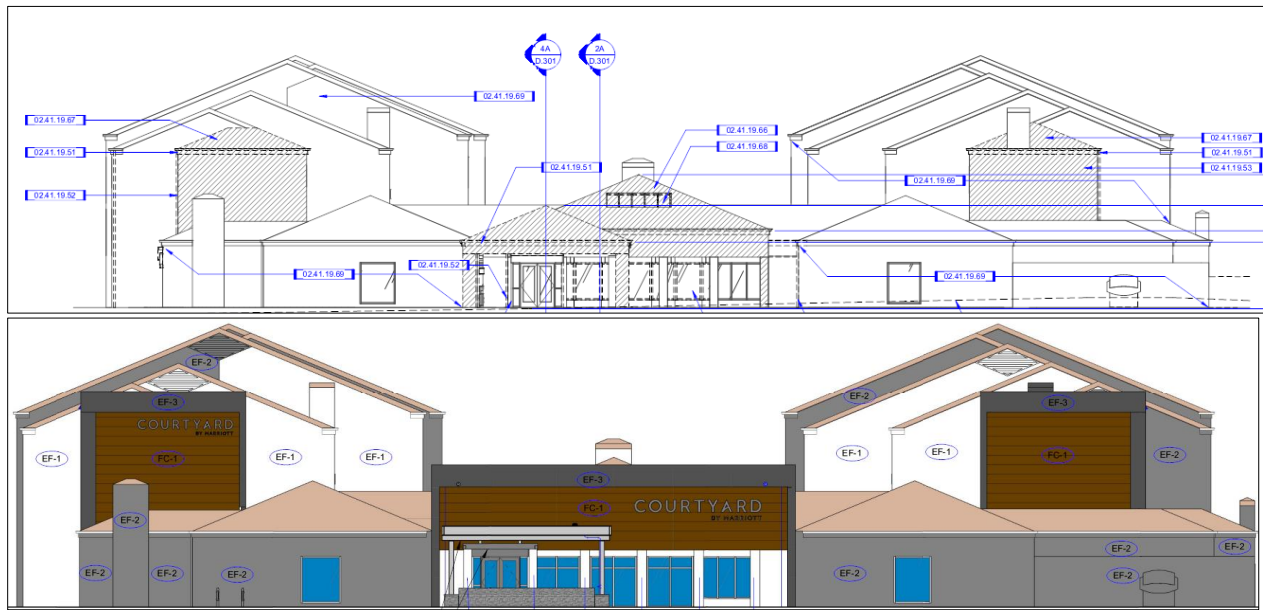 4A
D.301
2A
D.301
02.41.19.69
02.41.19.67
02.41.19.66
02.41.19.67
02.41.19.51
02.41.19.68
02.41.19.51
02.41.19.51
02.41.19.53
02.41.19.69
02.41.19.52
02.41.19.52
02.41.19.69
02.41.19.69
EF-2
EF-2
EF-3
EF-3
COURTYARD
BY MARRIOTT
EF-1
EF-1
EF-1
FC-1
EF-1
EF-1
FC-1
EF-2
EF-3
FC-1
COURTYARD
BY MARRIOTT
EF-2
EF-2
EF-2
EF-2
EF-2
EF-2
EF-2
EF-2